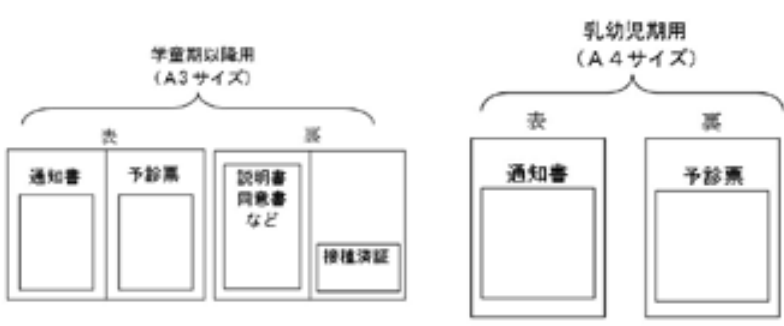 学童期以降用
（A3サイズ）
表
裏
通知書
予診票
説明書
同意書
など
接種済証
乳幼児期用
（A４サイズ）
表
裏
通知書
予診票